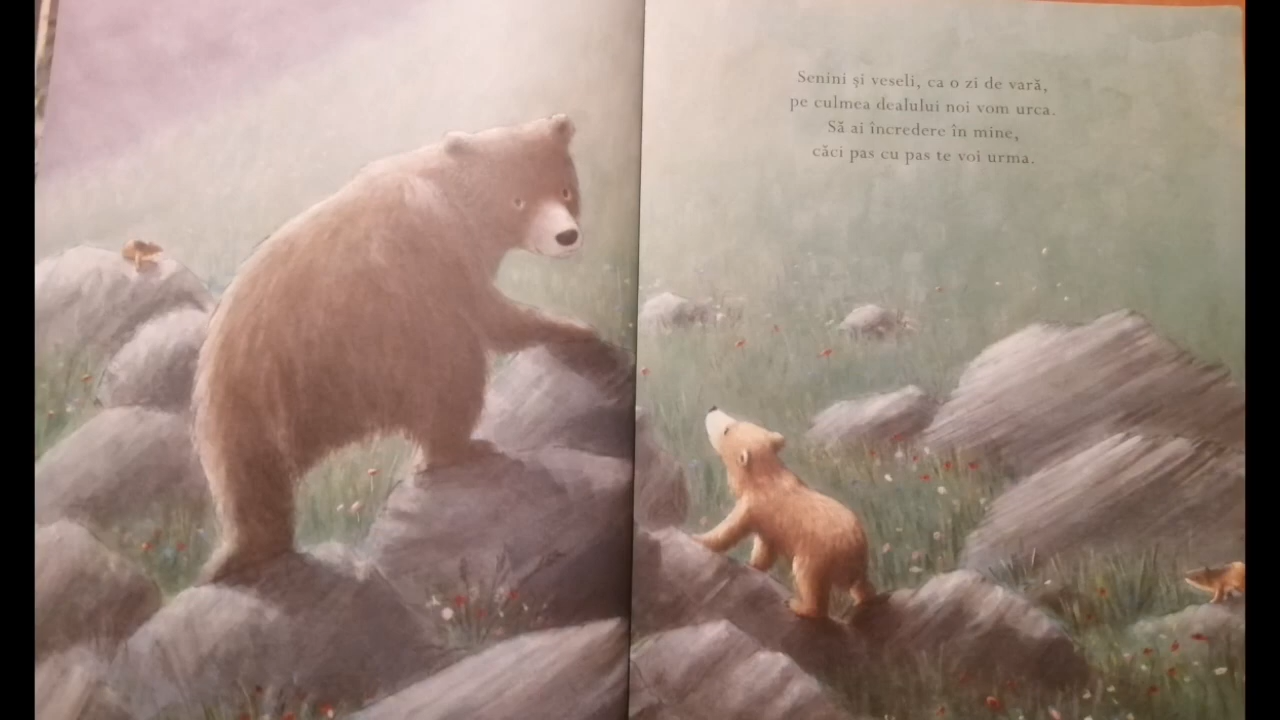 Senini și veseli, ca o zi de vară,
pe culmea dealului noi vom urca.
Să ai încredere în mine,
căci pas cu pas te voi urma.